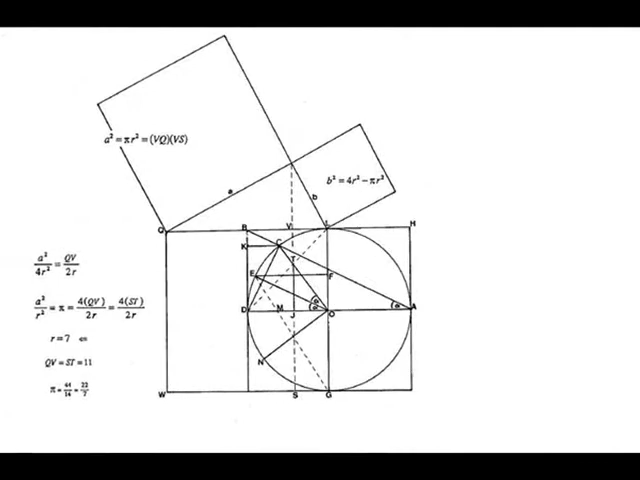 a² = πr² = (VQ)(VS)
b² = 4r² − πr²
a
b
Q
B
V
L
H
K
C
T
E
F
α
α
α
D
M
J
O
A
N
W
S
G
a²/4r² = QV/2r
a²/r² = π = 4(QV)/2r = 4(ST)/2r
r = 7
QV = ST = 11
π = 44/14 = 22/7